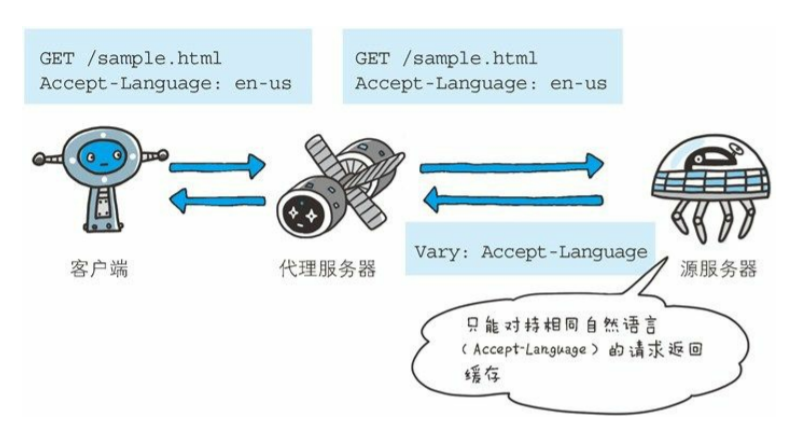 GET /sample.html
Accept-Language: en-us
GET /sample.html
Accept-Language: en-us
客户端
代理服务器
Vary: Accept-Language
源服务器
只能对持相同自然语言
（Accept-Language）的请求返回
缓存